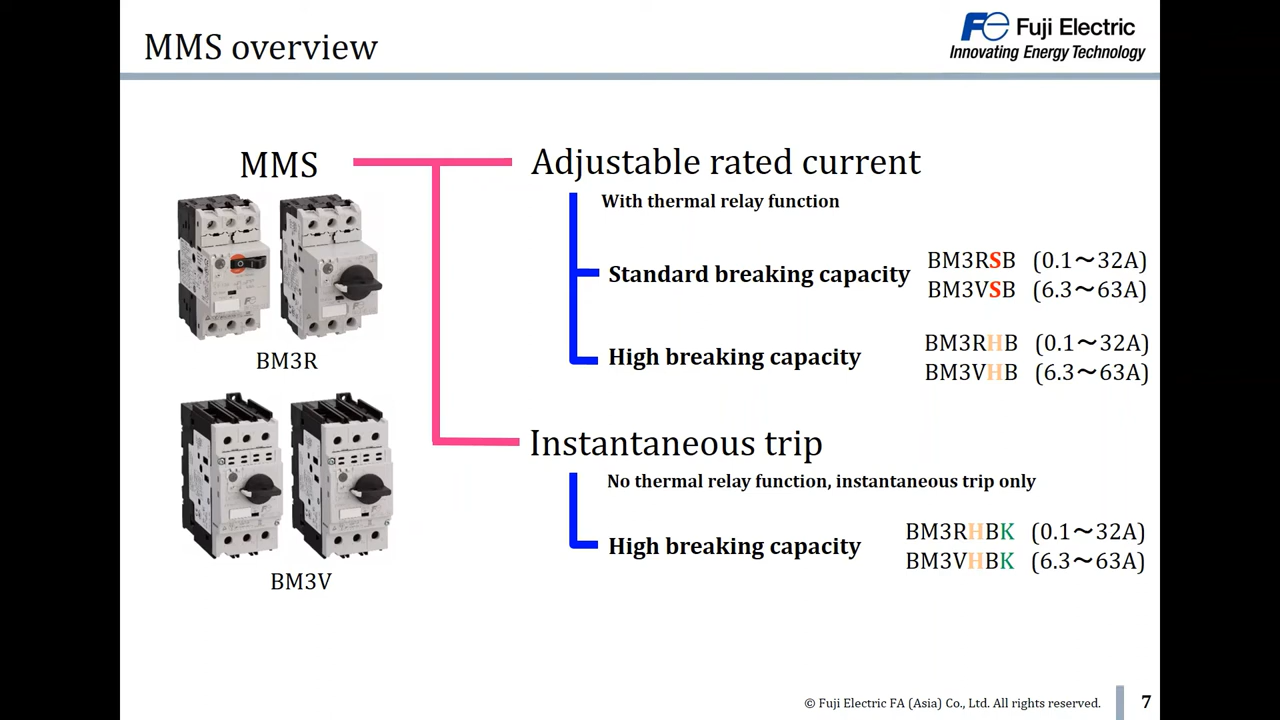 MMS overview
Fe Fuji Electric
Innovating Energy Technology
MMS
Adjustable rated current
With thermal relay function
Standard breaking capacity
BM3RSB (0.1～32A)
BM3VSB (6.3～63A)
High breaking capacity
BM3RHB (0.1～32A)
BM3VHB (6.3～63A)
BM3R
Instantaneous trip
No thermal relay function, instantaneous trip only
High breaking capacity
BM3RHBK (0.1～32A)
BM3VHBK (6.3～63A)
BM3V
© Fuji Electric FA (Asia) Co., Ltd. All rights reserved.
7